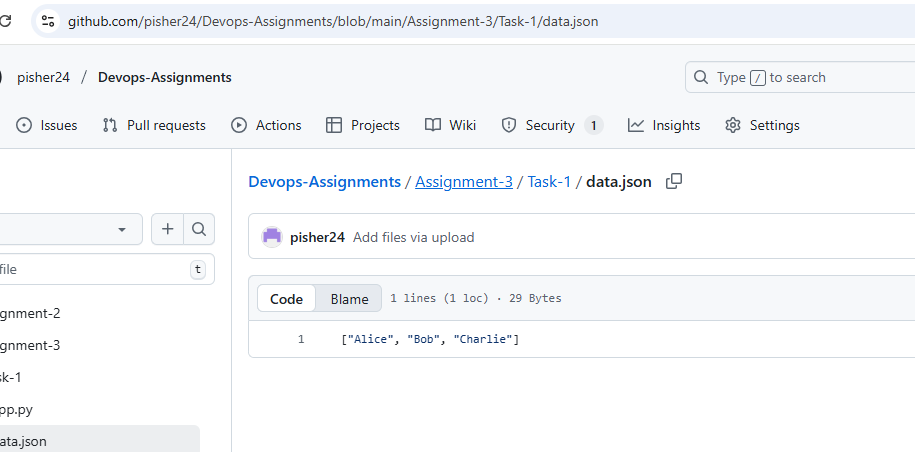 github.com/pisher24/Devops-Assignments/blob/main/Assignment-3/Task-1/data.json
pisher24 / Devops-Assignments
Type / to search
Issues Pull requests Actions Projects Wiki Security 1 Insights Settings
Devops-Assignments / Assignment-3 / Task-1 / data.json
pisher24 Add files via upload
file t
Code Blame 1 lines (1 loc) · 29 Bytes
1 ["Alice", "Bob", "Charlie"]
gnment-2
ignment-3
sk-1
pp.py
ata.json